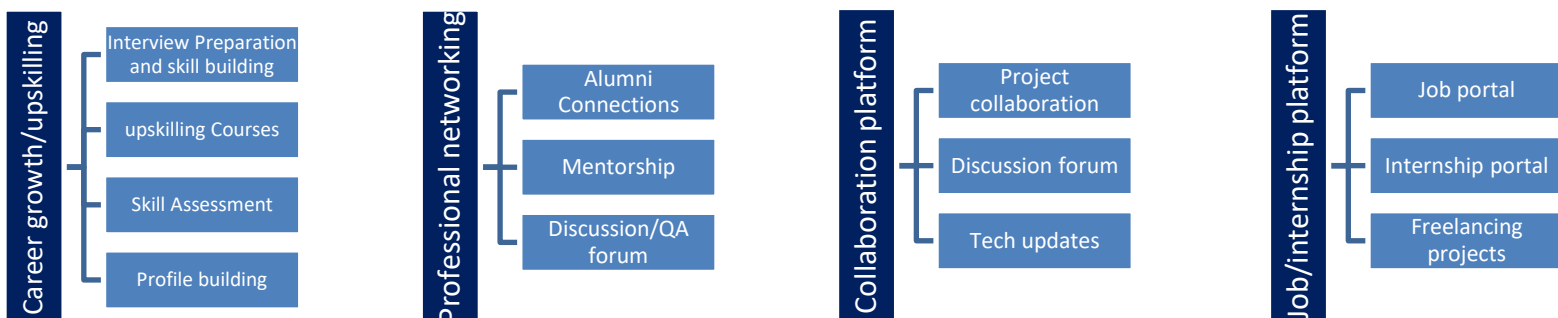 Career growth/upskilling
Interview Preparation
and skill building
upskilling Courses
Skill Assessment
Profile building
Professional networking
Alumni
Connections
Mentorship
Discussion/QA
forum
Collaboration platform
Project
collaboration
Discussion forum
Tech updates
Job/internship platform
Job portal
Internship portal
Freelancing
projects